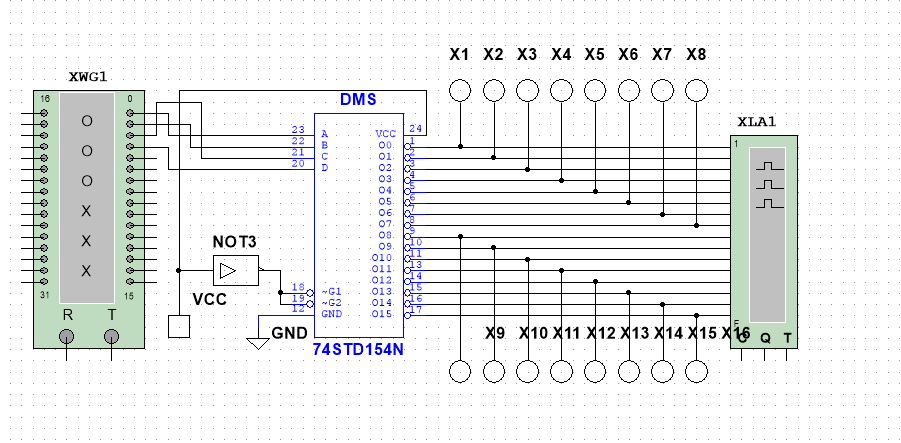 X1 X2 X3 X4 X5 X6 X7 X8
XWG1
16 0
O
O
O
X
X
X
31 15
R T
DMS
XLA1
1
F
C Q T
23 A VCC 24
22 B O0 1
21 C O1 2
20 D O2 3
O3 4
O4 5
O5 6
O6 7
O7 8
O8 9
O9 10
O10 11
O11 13
O12 14
18 ~G1 O13 15
19 ~G2 O14 16
12 GND O15 17
NOT3
VCC
GND
74STD154N
X9 X10 X11 X12 X13 X14 X15 X16